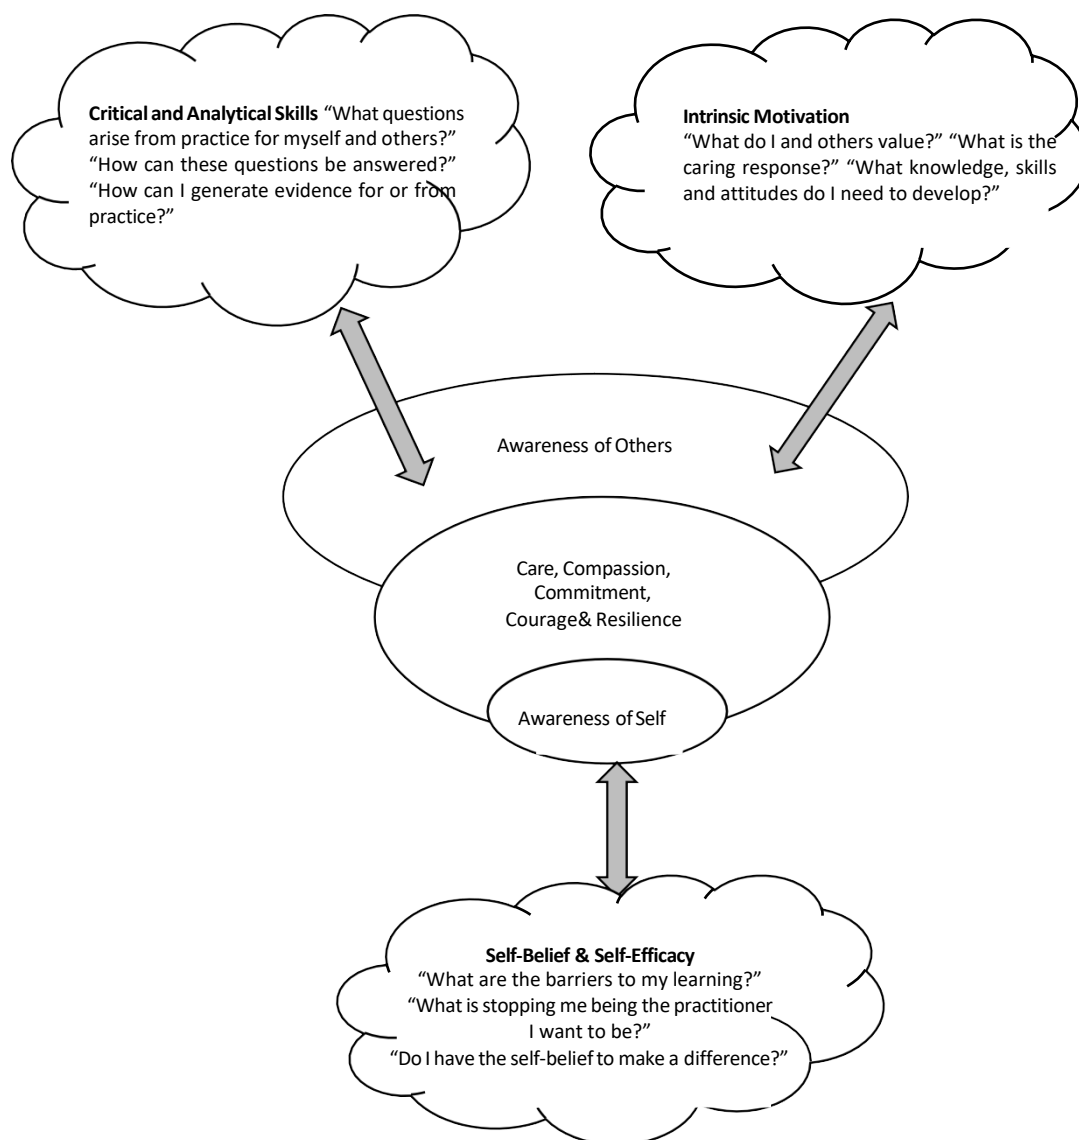 Critical and Analytical Skills “What questions
arise from practice for myself and others?”
“How can these questions be answered?”
“How can I generate evidence for or from
practice?”
Intrinsic Motivation
“What do I and others value?” “What is the
caring response?” “What knowledge, skills
and attitudes do I need to develop?”
Awareness of Others
Care, Compassion,
Commitment,
Courage& Resilience
Awareness of Self
Self-Belief & Self-Efficacy
“What are the barriers to my learning?”
“What is stopping me being the practitioner
I want to be?”
“Do I have the self-belief to make a difference?”